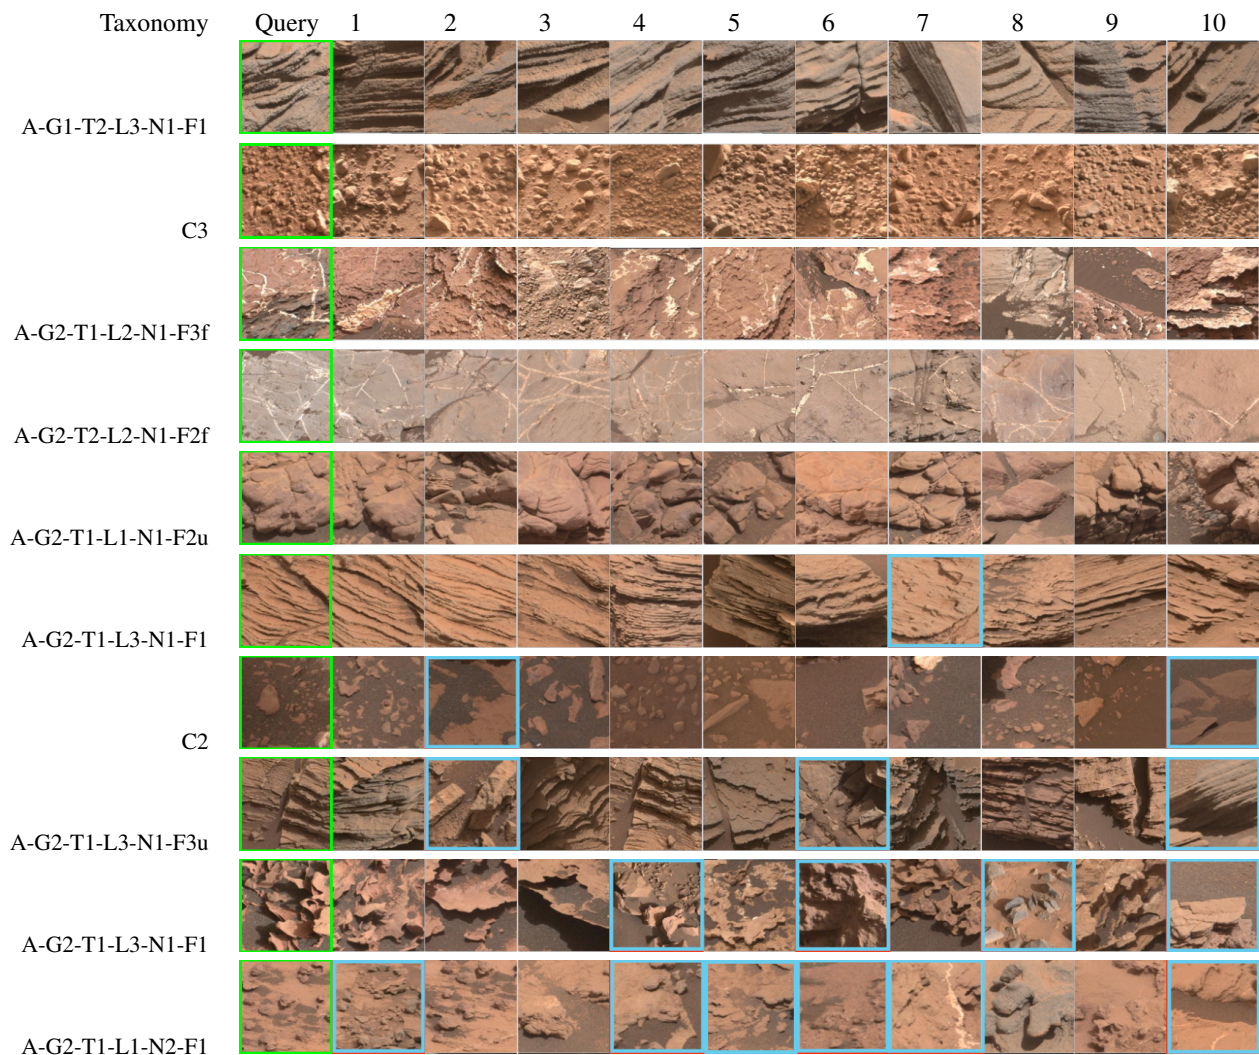 Taxonomy Query 1 2 3 4 5 6 7 8 9 10
A-G1-T2-L3-N1-F1
C3
A-G2-T1-L2-N1-F3f
A-G2-T2-L2-N1-F2f
A-G2-T1-L1-N1-F2u
A-G2-T1-L3-N1-F1
C2
A-G2-T1-L3-N1-F3u
A-G2-T1-L3-N1-F1
A-G2-T1-L1-N2-F1